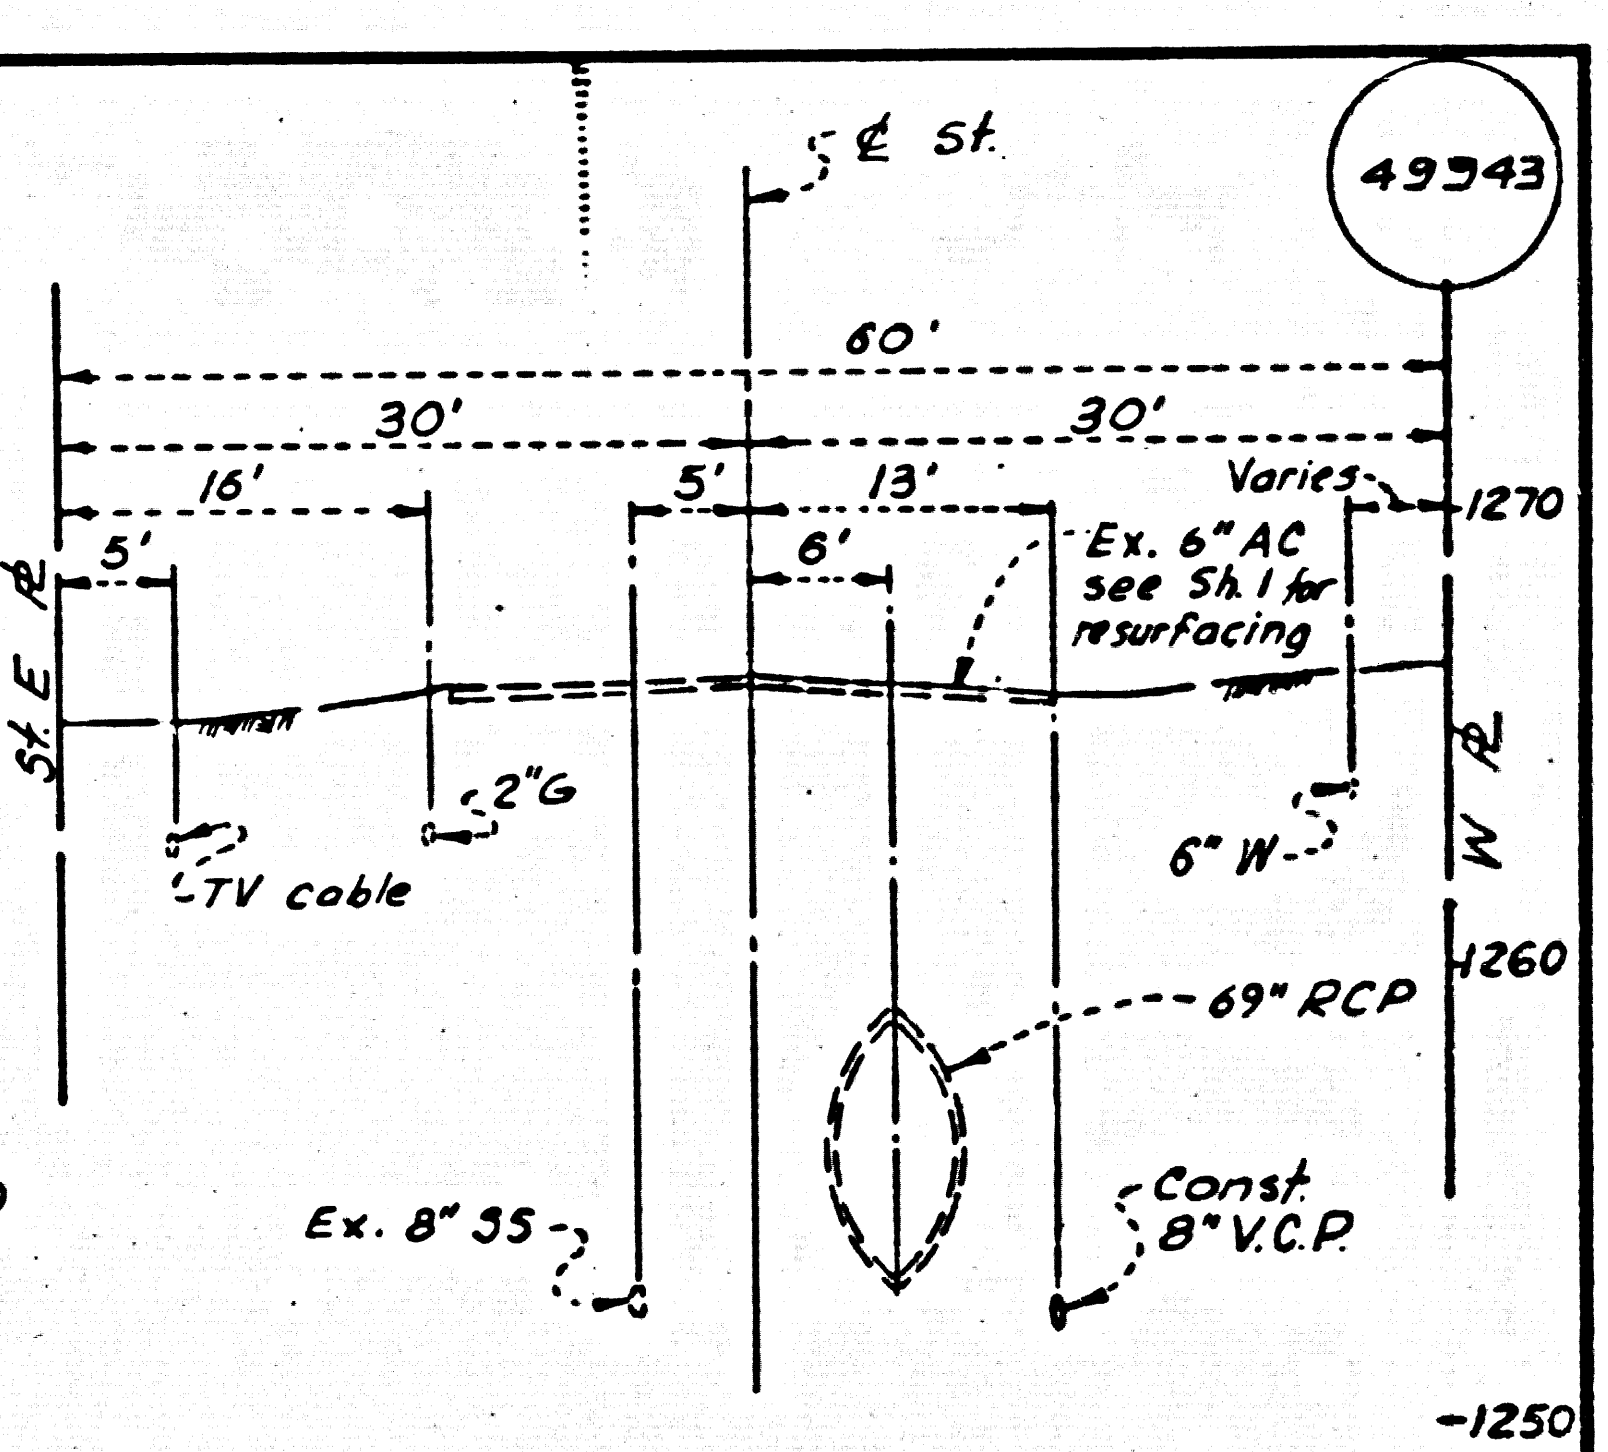 ℄ St.
49943
60'
30'
30'
16'
5'
13'
Varies
1270
5'
6'
Ex. 6" AC
see Sh. 1 for
resurfacing
St. E ⅊
2"G
6" W
W ⅊
TV cable
1260
69" RCP
Const.
8" V.C.P.
Ex. 8" SS
1250